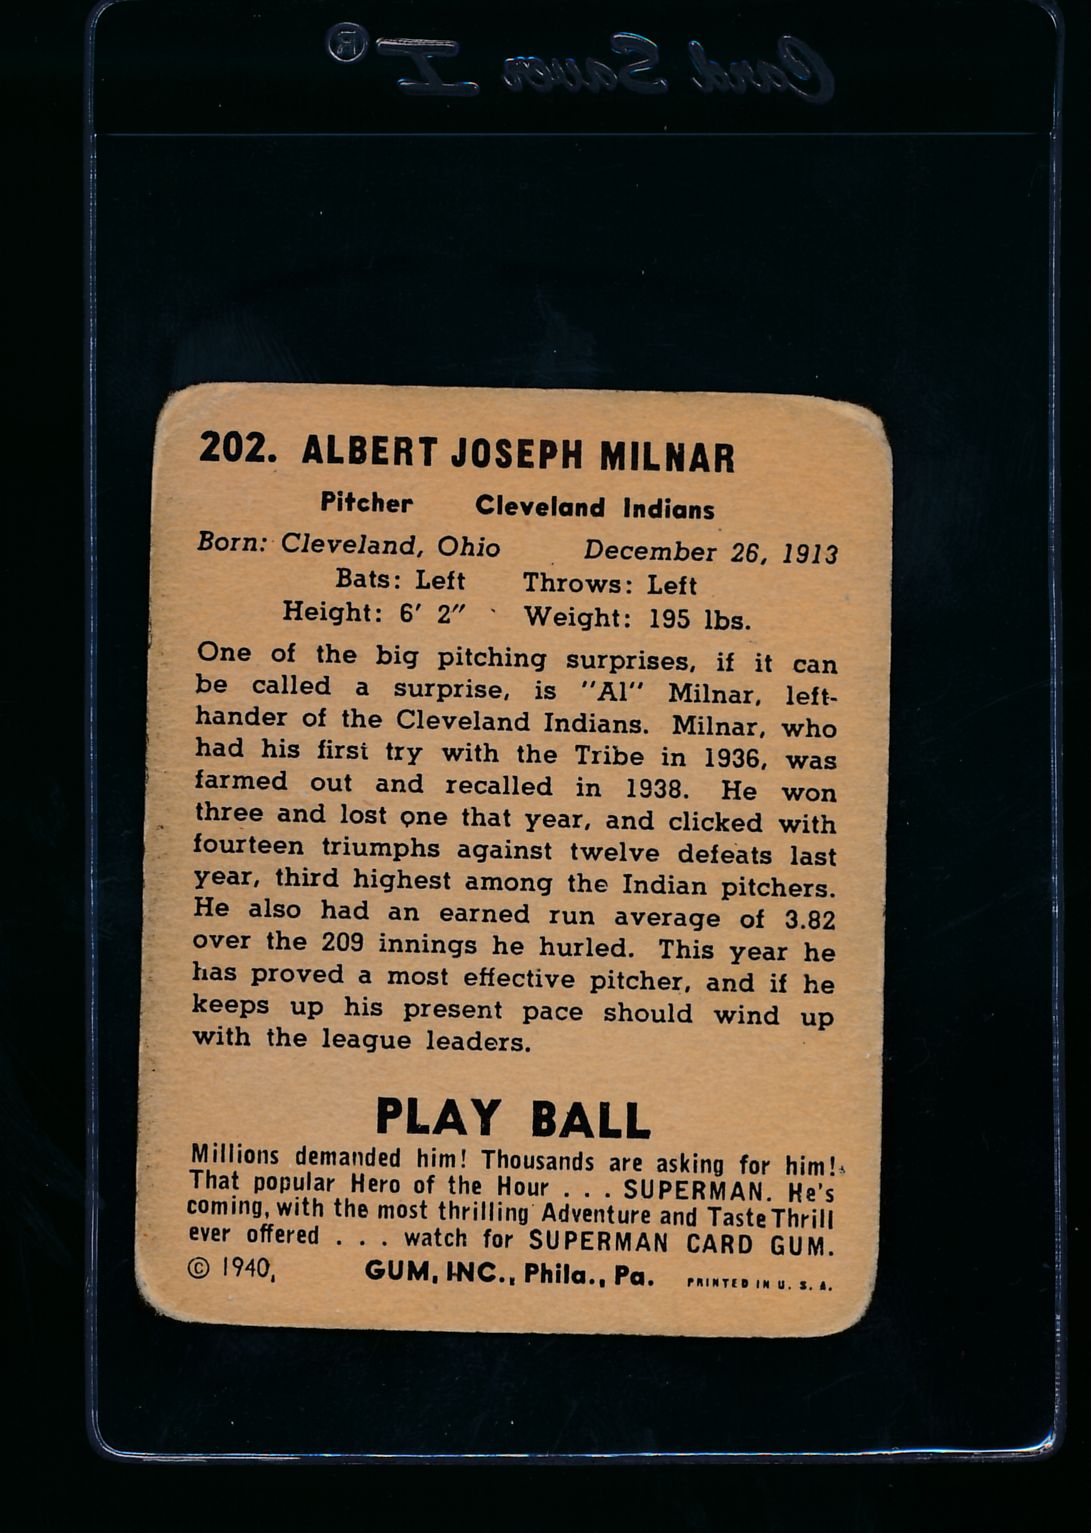 Card Saver I ®
202. ALBERT JOSEPH MILNAR
Pitcher Cleveland Indians
Born: Cleveland, Ohio December 26, 1913
Bats: Left Throws: Left
Height: 6′ 2″ Weight: 195 lbs.
One of the big pitching surprises, if it can
be called a surprise, is "Al" Milnar, left-
hander of the Cleveland Indians. Milnar, who
had his first try with the Tribe in 1936, was
farmed out and recalled in 1938. He won
three and lost one that year, and clicked with
fourteen triumphs against twelve defeats last
year, third highest among the Indian pitchers.
He also had an earned run average of 3.82
over the 209 innings he hurled. This year he
has proved a most effective pitcher, and if he
keeps up his present pace should wind up
with the league leaders.
PLAY BALL
Millions demanded him! Thousands are asking for him!
That popular Hero of the Hour . . . SUPERMAN. He's
coming, with the most thrilling Adventure and Taste Thrill
ever offered . . . watch for SUPERMAN CARD GUM.
© 1940, GUM, INC., Phila., Pa. PRINTED IN U. S. A.